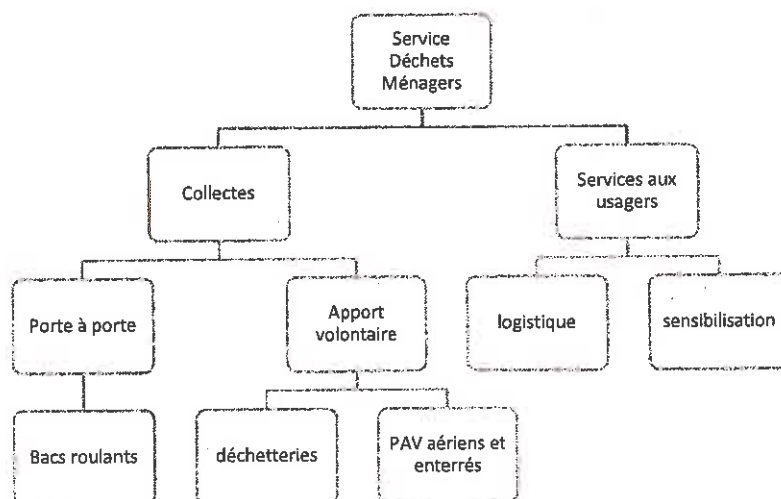 Service
Déchets
Ménagers
Collectes
Services aux
usagers
Porte à porte
Apport
volontaire
logistique
sensibilisation
Bacs roulants
déchetteries
PAV aériens et
enterrés